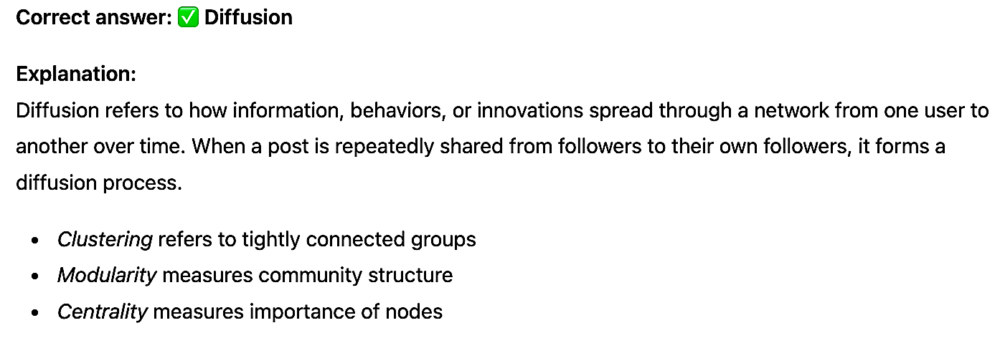 Correct answer: ✅ Diffusion
Explanation:
Diffusion refers to how information, behaviors, or innovations spread through a network from one user to
another over time. When a post is repeatedly shared from followers to their own followers, it forms a
diffusion process.
• Clustering refers to tightly connected groups
• Modularity measures community structure
• Centrality measures importance of nodes